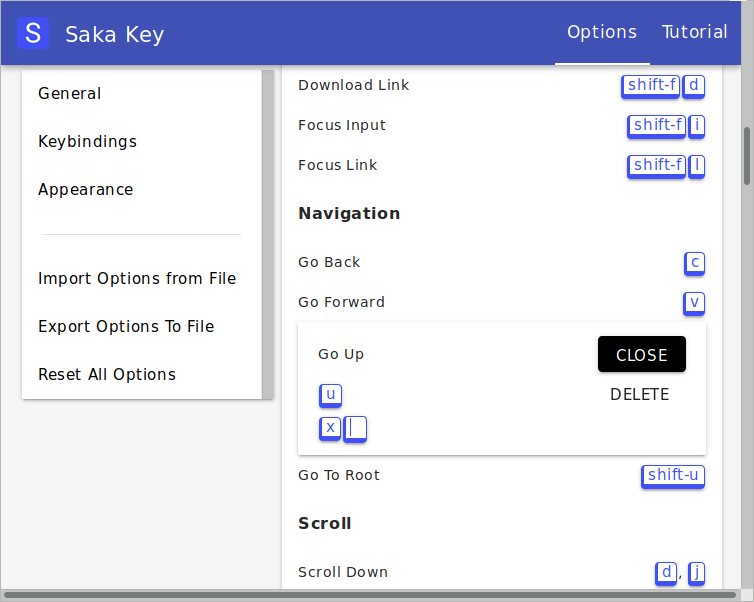 S Saka Key Options Tutorial
General
Keybindings
Appearance
Import Options from File
Export Options To File
Reset All Options
Download Link shift-f d
Focus Input shift-f i
Focus Link shift-f l
Navigation
Go Back c
Go Forward v
Go Up CLOSE
u DELETE
x
Go To Root shift-u
Scroll
Scroll Down d , j